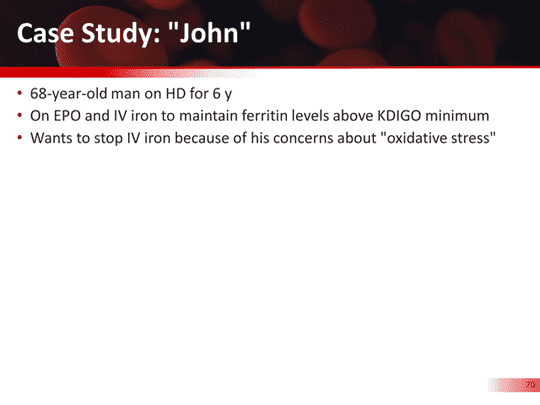 Case Study: "John"
• 68-year-old man on HD for 6 y
• On EPO and IV iron to maintain ferritin levels above KDIGO minimum
• Wants to stop IV iron because of his concerns about "oxidative stress"
70